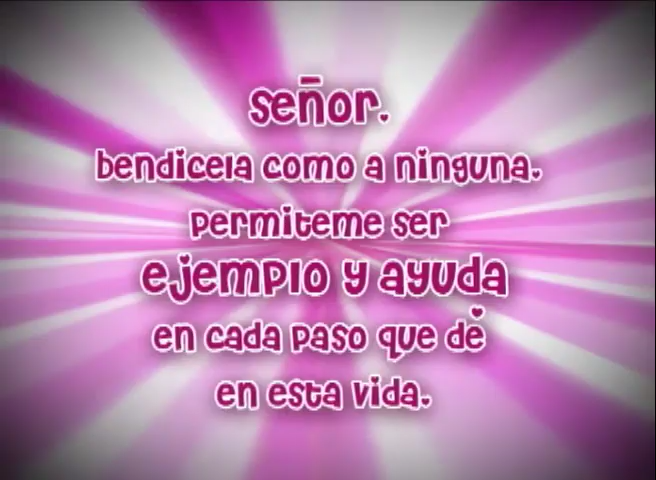 señor.
bendicela como a ninguna.
permiteme ser
ejemplo y ayuda
en cada paso que dé
en esta vida.